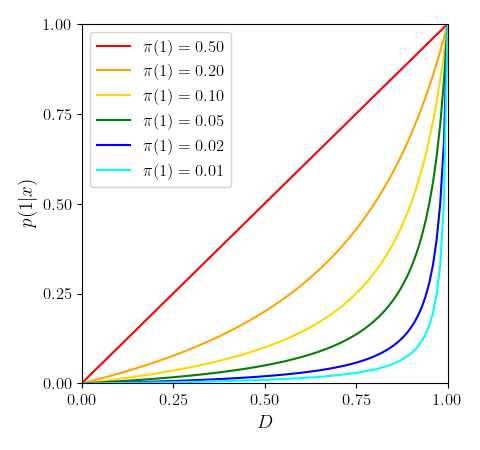 1.00
0.75
0.50
0.25
0.00
p(1|x)
π(1) = 0.50
π(1) = 0.20
π(1) = 0.10
π(1) = 0.05
π(1) = 0.02
π(1) = 0.01
0.00 0.25 0.50 0.75 1.00
D